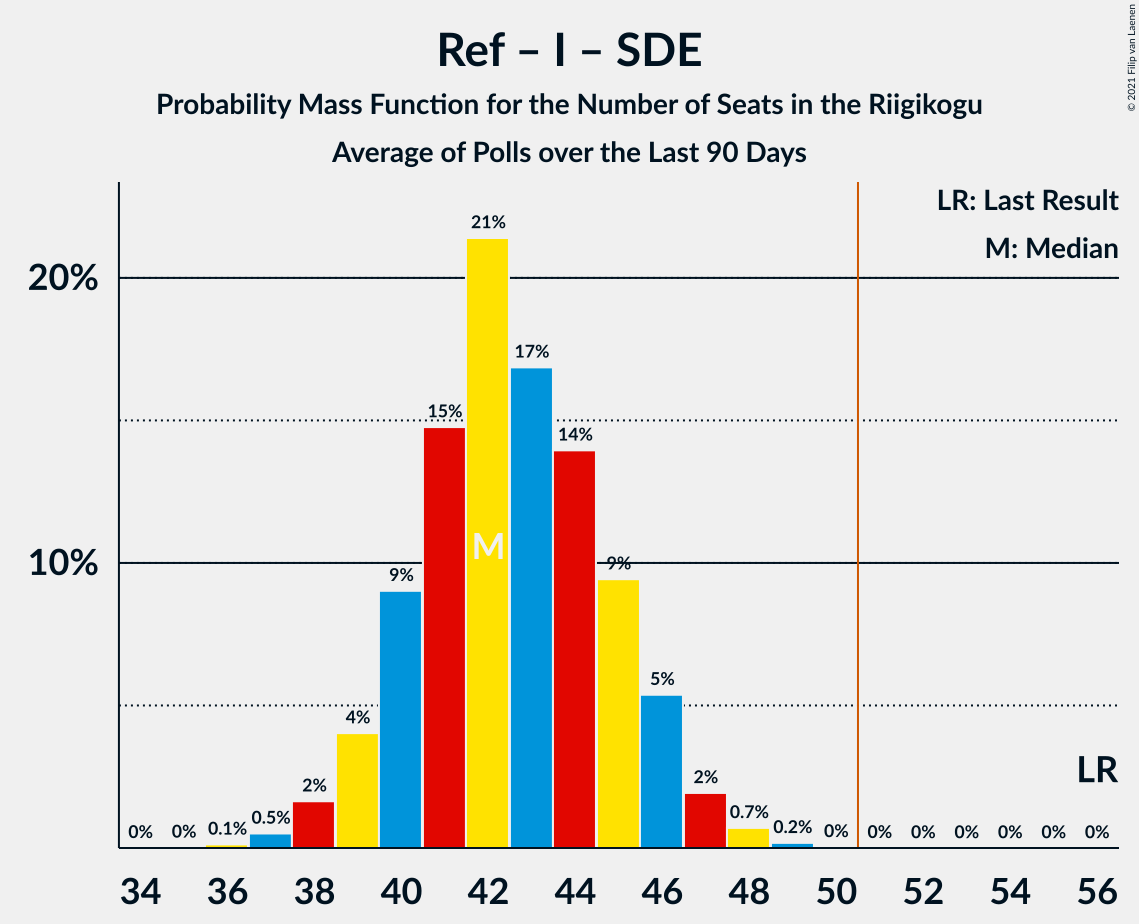 Ref – I – SDE
Probability Mass Function for the Number of Seats in the Riigikogu
Average of Polls over the Last 90 Days
© 2021 Filip van Laenen
LR: Last Result
M: Median
20%
10%
0%
0%
0.1%
0.5%
2%
4%
9%
15%
21%
17%
14%
9%
5%
2%
0.7%
0.2%
0%
0%
0%
0%
0%
0%
0%
M
LR
34 36 38 40 42 44 46 48 50 52 54 56